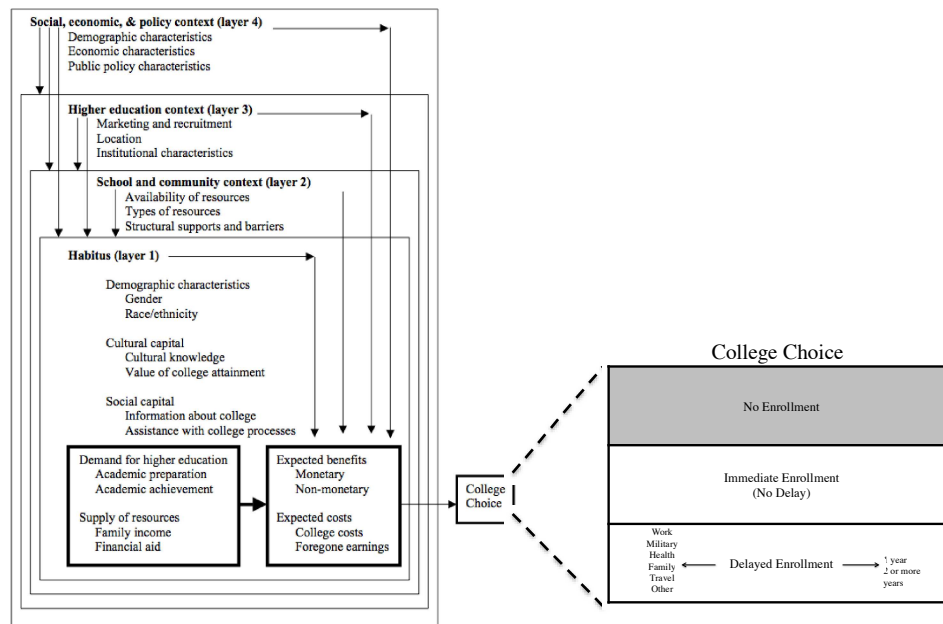 Social, economic, & policy context (layer 4)
Demographic characteristics
Economic characteristics
Public policy characteristics
Higher education context (layer 3)
Marketing and recruitment
Location
Institutional characteristics
School and community context (layer 2)
Availability of resources
Types of resources
Structural supports and barriers
Habitus (layer 1)
Demographic characteristics
Gender
Race/ethnicity
Cultural capital
Cultural knowledge
Value of college attainment
Social capital
Information about college
Assistance with college processes
Demand for higher education
Academic preparation
Academic achievement
Supply of resources
Family income
Financial aid
Expected benefits
Monetary
Non-monetary
Expected costs
College costs
Foregone earnings
College
Choice
College Choice
No Enrollment
Immediate Enrollment
(No Delay)
Work
Military
Health
Family
Travel
Other
Delayed Enrollment
1 year
2 or more
years